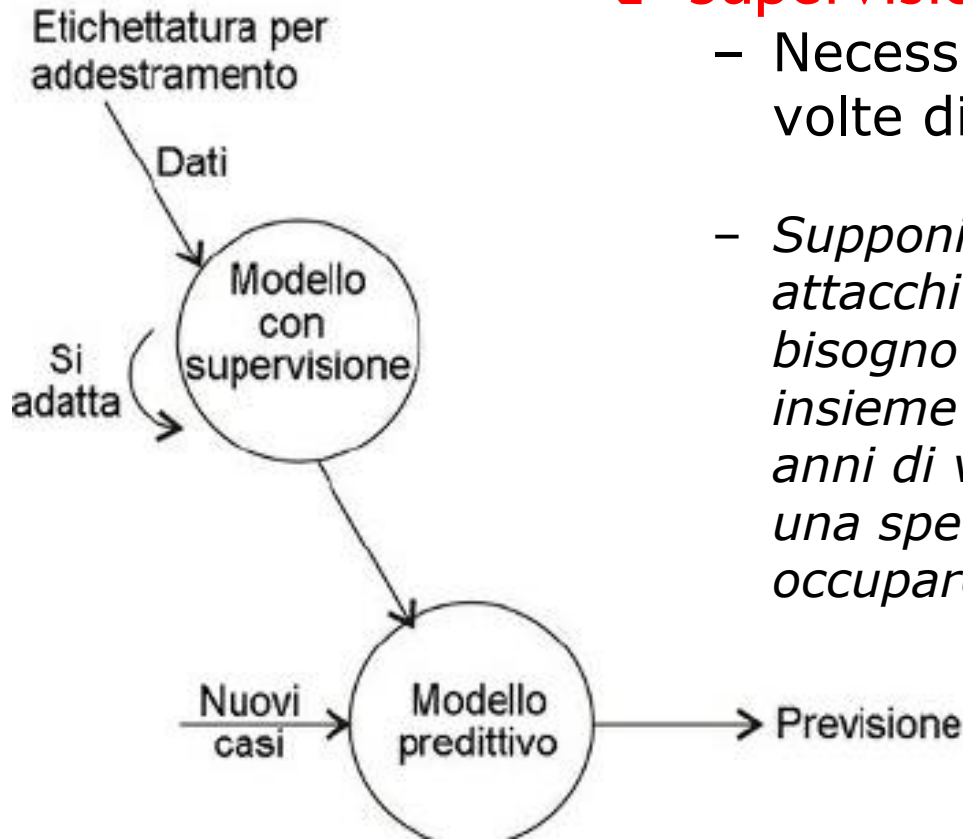 Etichettatura per
addestramento
Dati
Modello
con
supervisione
Si
adatta
Nuovi
casi
Modello
predittivo
Previsione
– Necess
volte di
– Supponi
attacchi
bisogno
insieme
anni di v
una spe
occupar